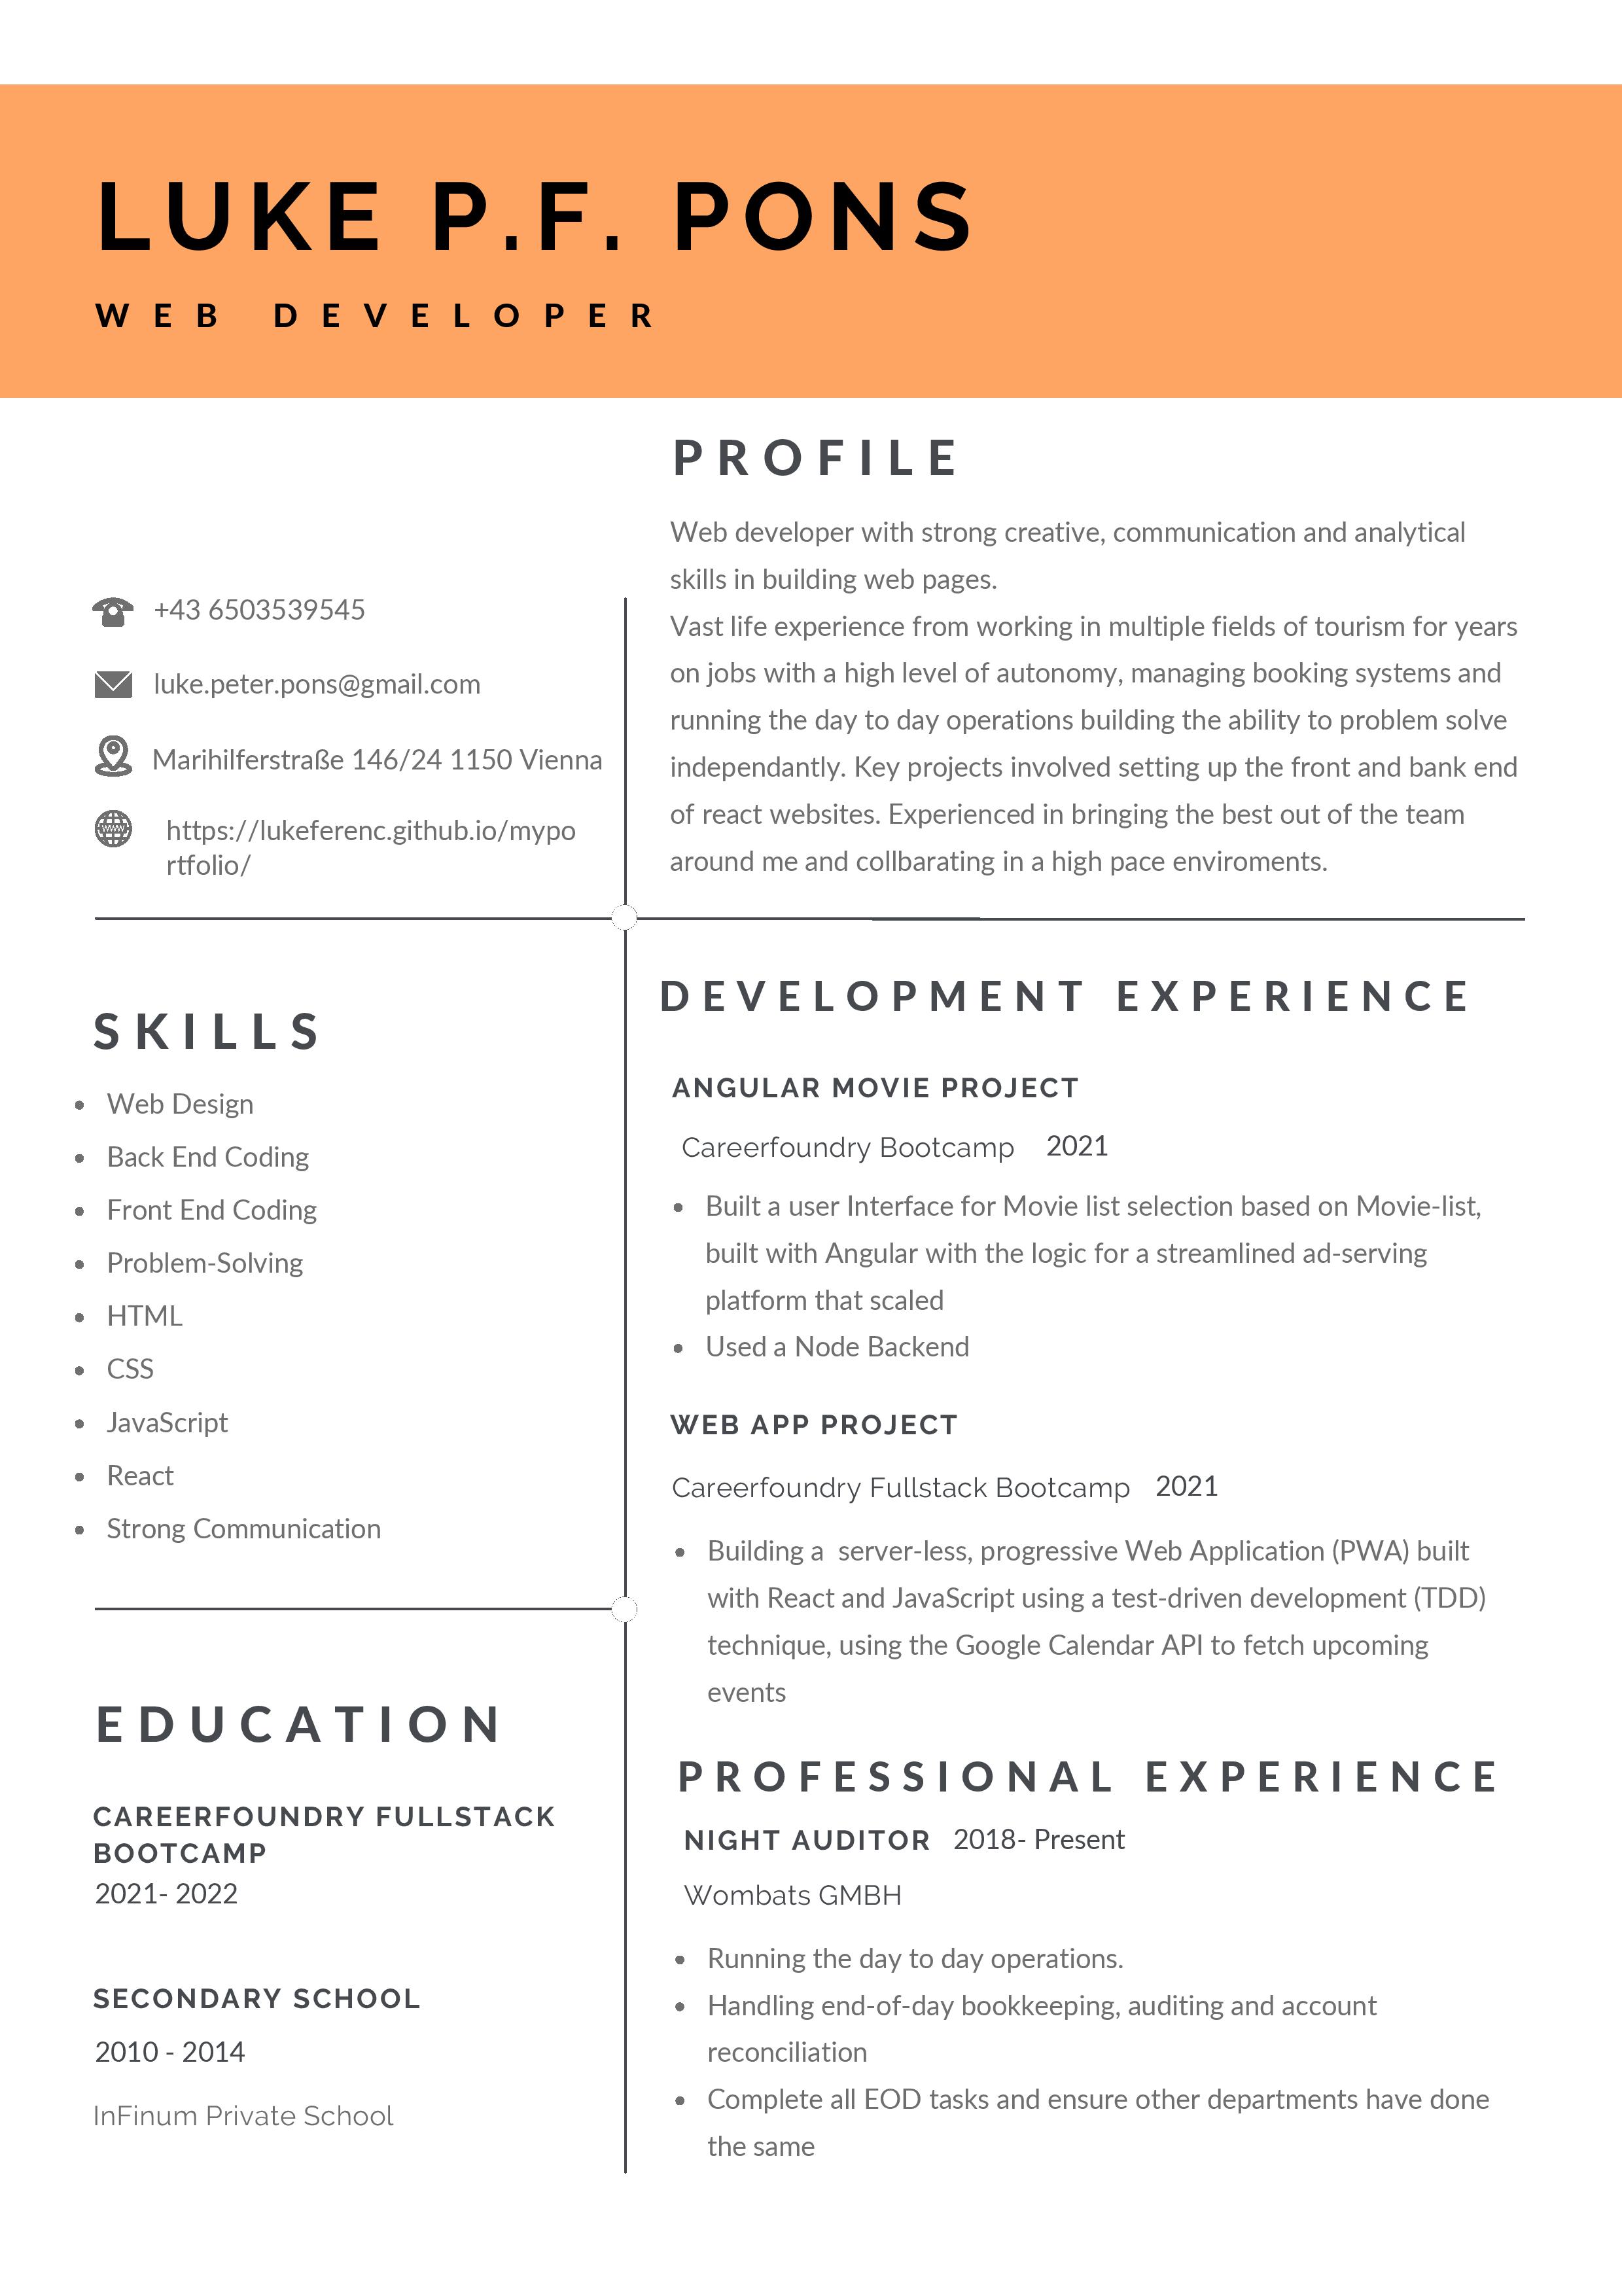 LUKE P.F. PONS
WEB DEVELOPER
+43 6503539545
luke.peter.pons@gmail.com
Marihilferstraße 146/24 1150 Vienna
www
https://lukeferenc.github.io/mypo
rtfolio/
PROFILE
Web developer with strong creative, communication and analytical
skills in building web pages.
Vast life experience from working in multiple fields of tourism for years
on jobs with a high level of autonomy, managing booking systems and
running the day to day operations building the ability to problem solve
independantly. Key projects involved setting up the front and bank end
of react websites. Experienced in bringing the best out of the team
around me and collbarating in a high pace enviroments.
SKILLS
• Web Design
• Back End Coding
• Front End Coding
• Problem-Solving
• HTML
• CSS
• JavaScript
• React
• Strong Communication
EDUCATION
CAREERFOUNDRY FULLSTACK
BOOTCAMP
2021- 2022
SECONDARY SCHOOL
2010 - 2014
InFinum Private School
DEVELOPMENT EXPERIENCE
ANGULAR MOVIE PROJECT
Careerfoundry Bootcamp 2021
• Built a user Interface for Movie list selection based on Movie-list,
built with Angular with the logic for a streamlined ad-serving
platform that scaled
• Used a Node Backend
WEB APP PROJECT
Careerfoundry Fullstack Bootcamp 2021
• Building a  server-less, progressive Web Application (PWA) built
with React and JavaScript using a test-driven development (TDD)
technique, using the Google Calendar API to fetch upcoming
events
PROFESSIONAL EXPERIENCE
NIGHT AUDITOR 2018- Present
Wombats GMBH
• Running the day to day operations.
• Handling end-of-day bookkeeping, auditing and account
reconciliation
• Complete all EOD tasks and ensure other departments have done
the same